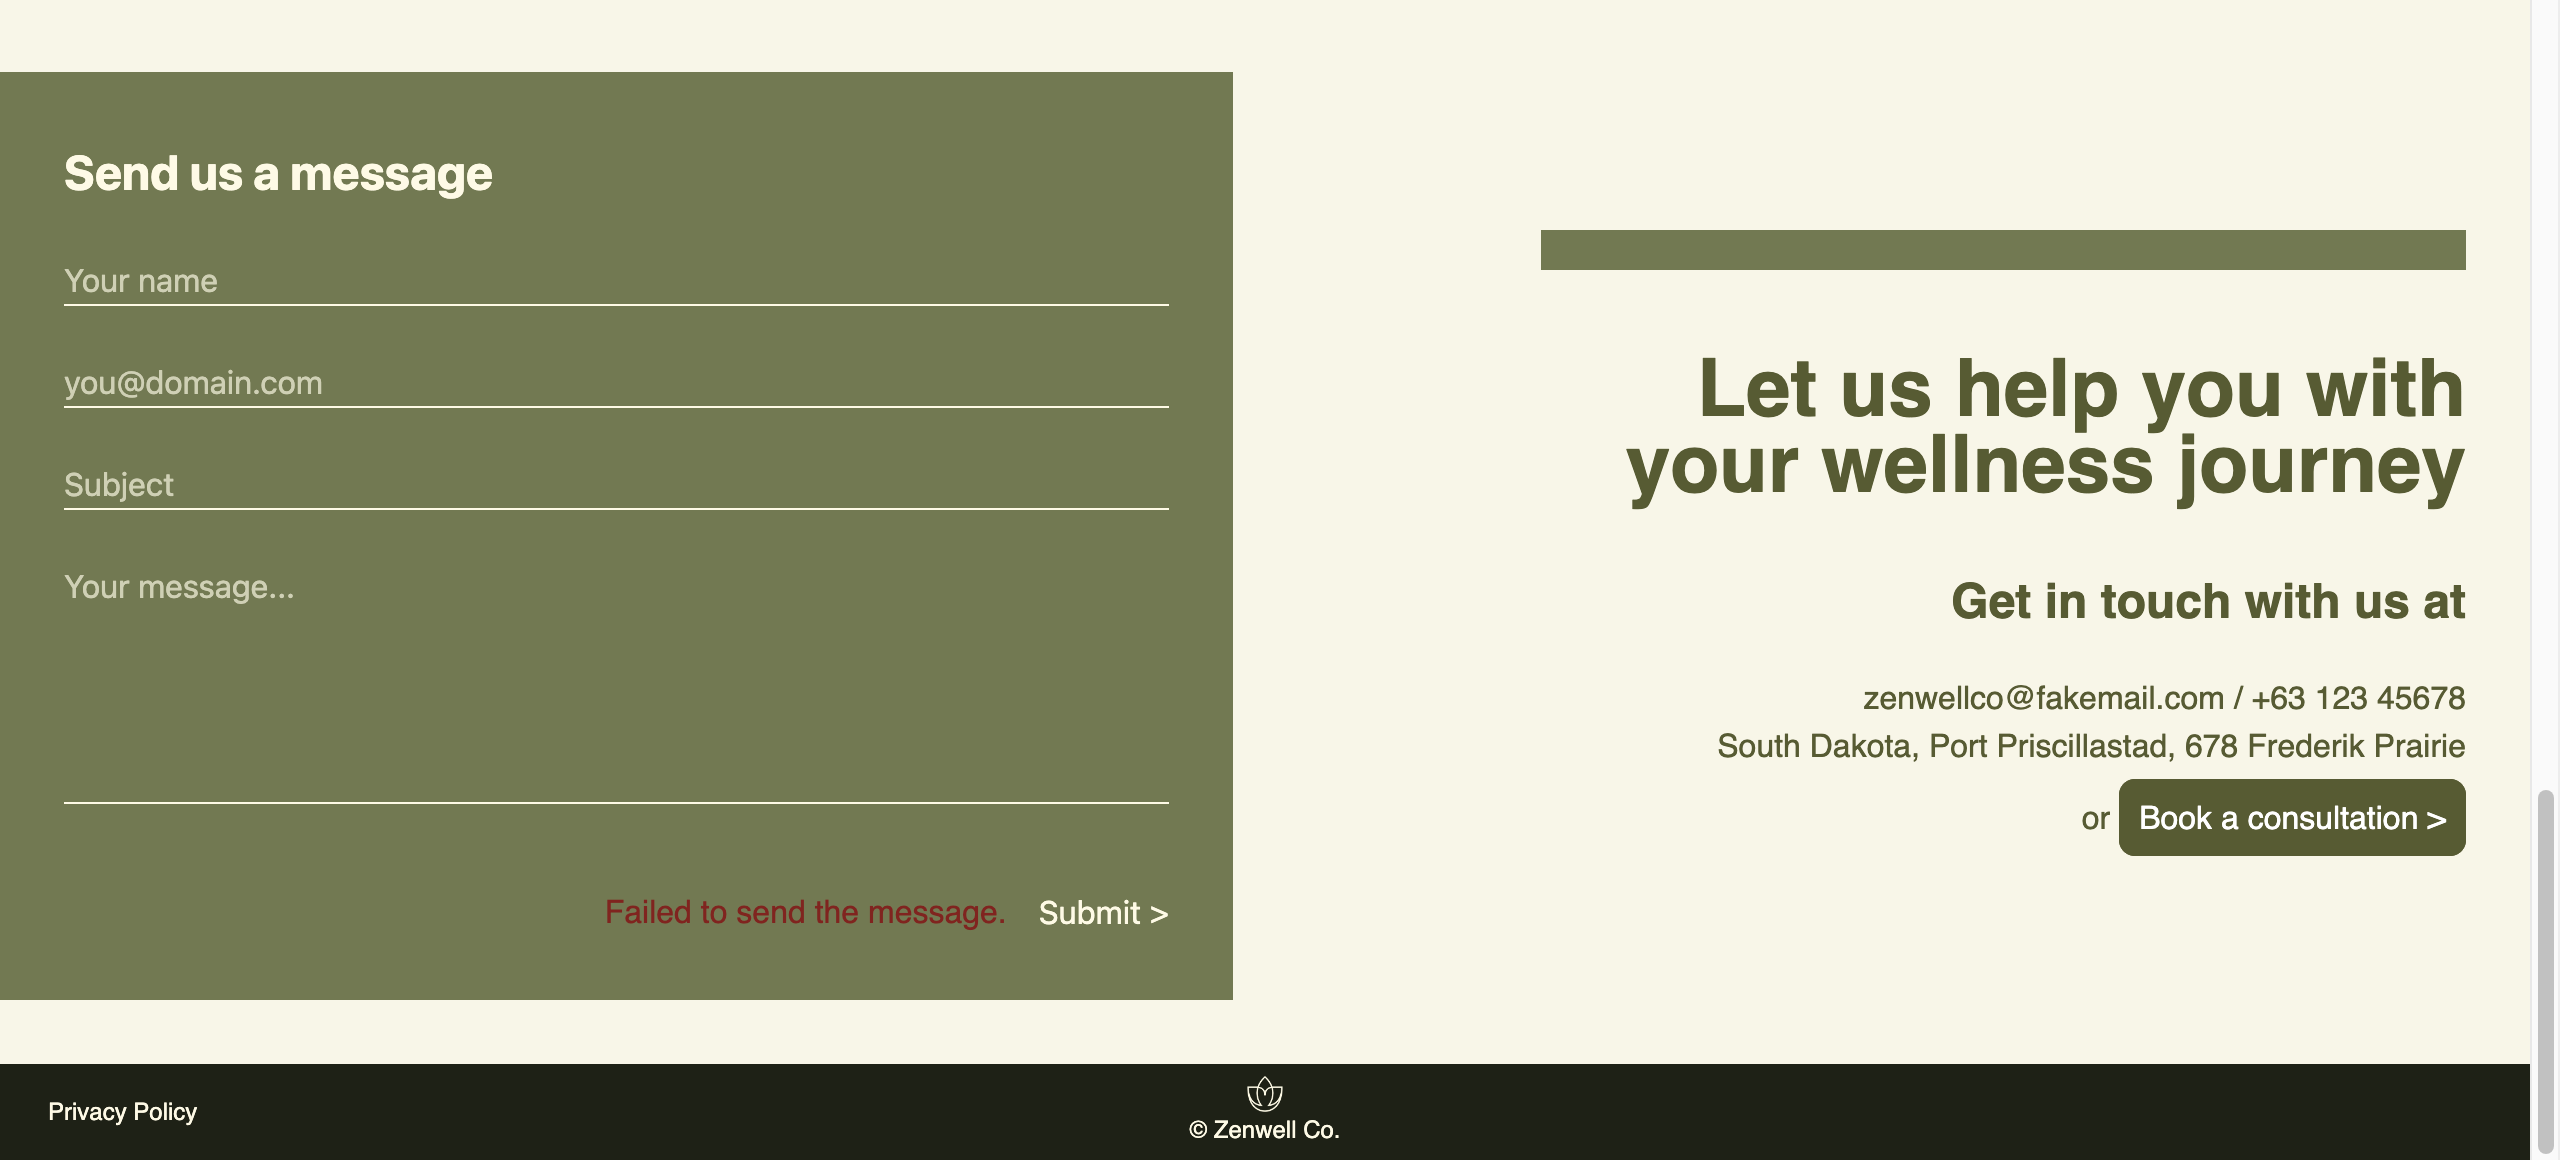 Send us a message
Your name
you@domain.com
Subject
Your message...
Failed to send the message.
Submit >
Let us help you with
your wellness journey
Get in touch with us at
zenwellco@fakemail.com / +63 123 45678
South Dakota, Port Priscillastad, 678 Frederik Prairie
or Book a consultation >
Privacy Policy
© Zenwell Co.